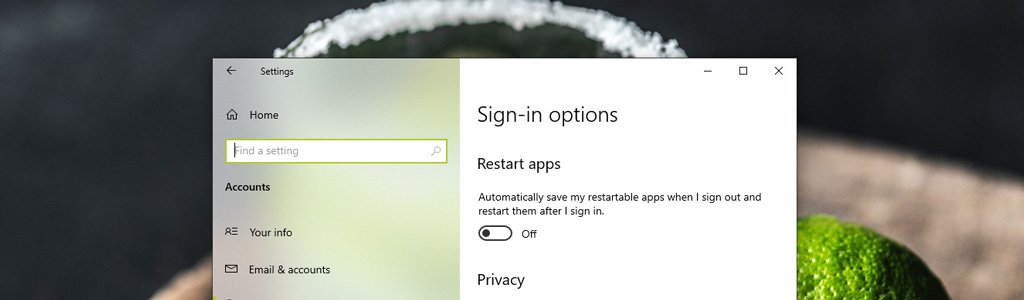 Settings
Home
Find a setting
Accounts
Your info
Email & accounts
Sign-in options
Restart apps
Automatically save my restartable apps when I sign out and
restart them after I sign in.
Off
Privacy